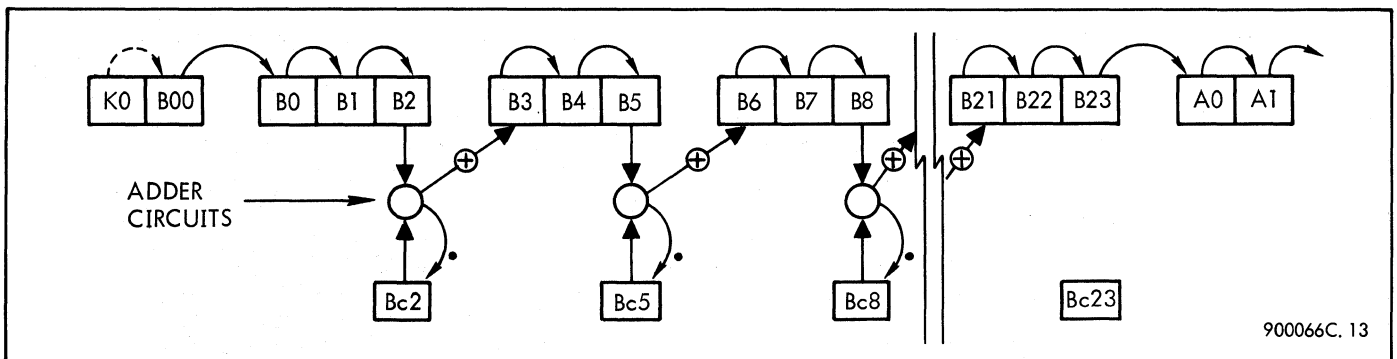 K0 B00 B0 B1 B2 B3 B4 B5 B6 B7 B8 B21 B22 B23 A0 A1
+ + + +
ADDER
CIRCUITS
Bc2 Bc5 Bc8 Bc23
900066C. 13